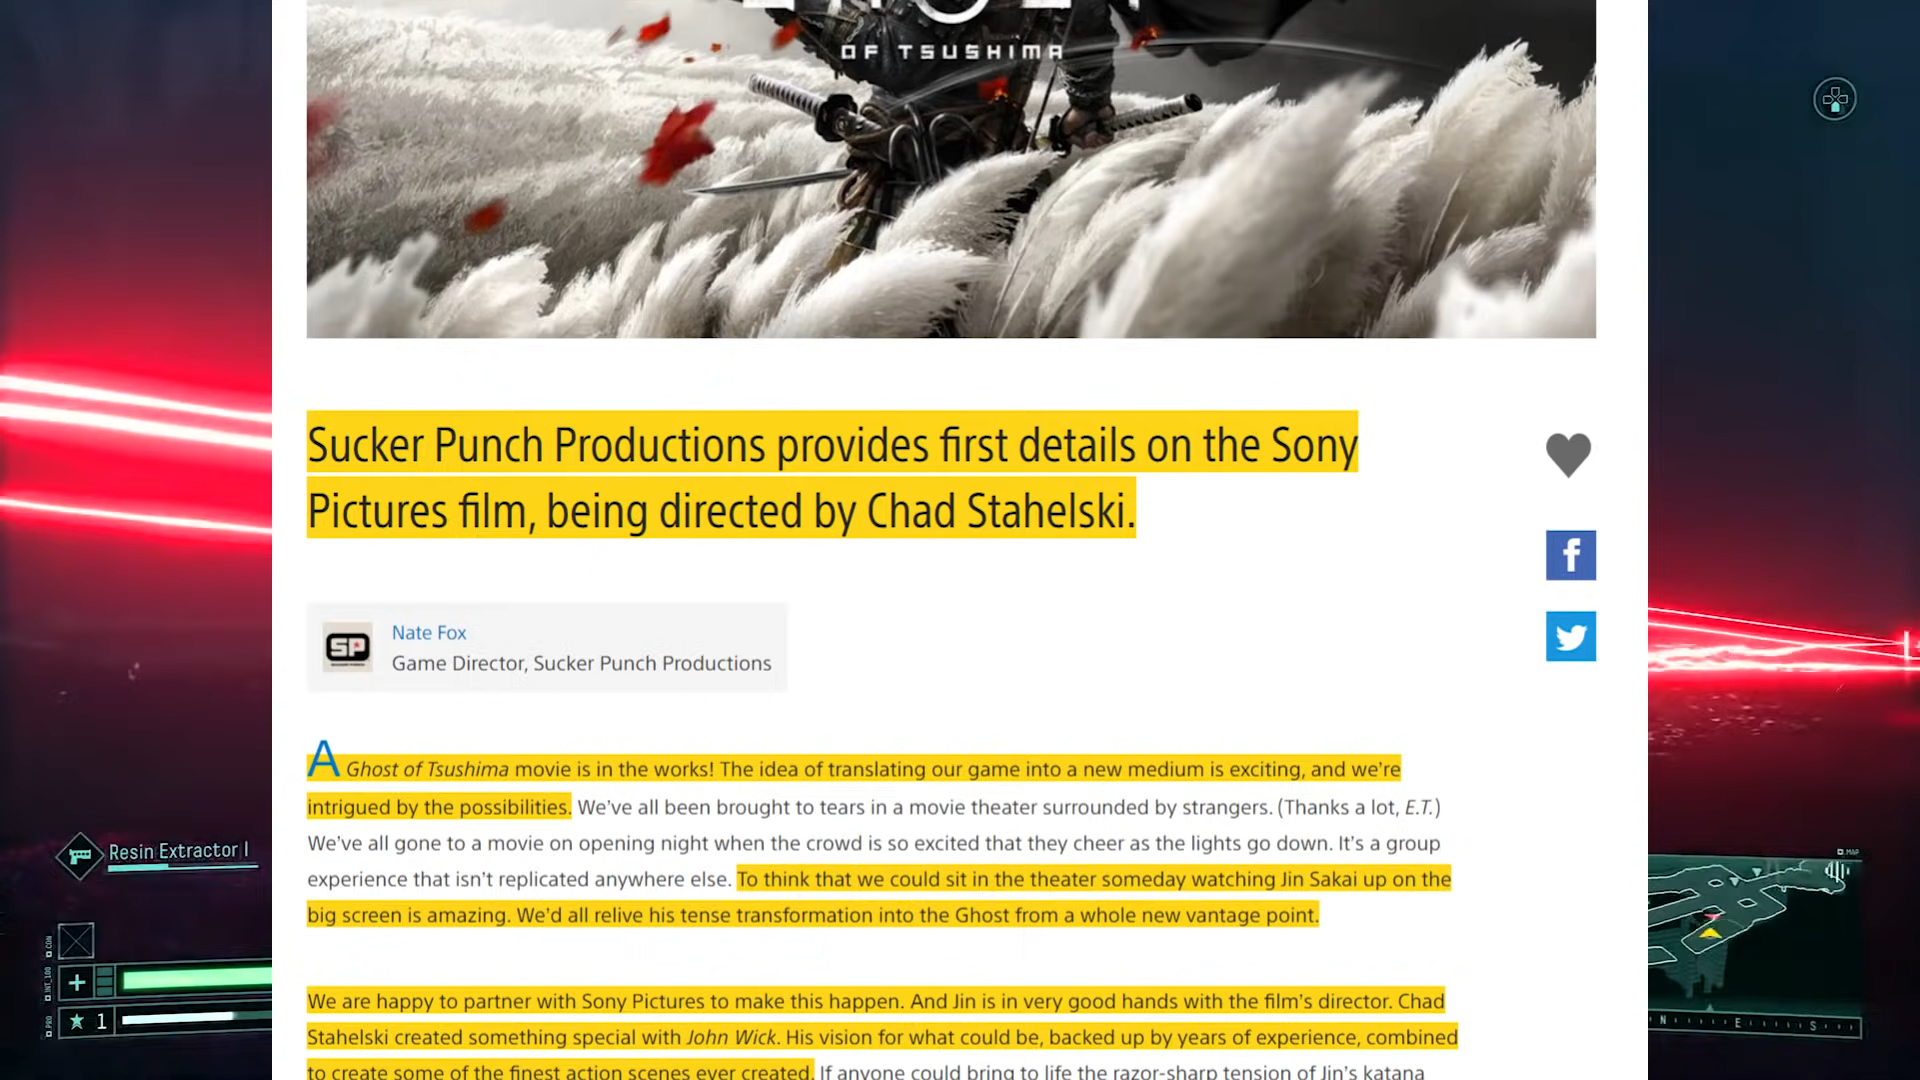 OF TSUSHIMA
Sucker Punch Productions provides first details on the Sony
Pictures film, being directed by Chad Stahelski.
SP
Nate Fox
Game Director, Sucker Punch Productions
A Ghost of Tsushima movie is in the works! The idea of translating our game into a new medium is exciting, and we’re
intrigued by the possibilities. We’ve all been brought to tears in a movie theater surrounded by strangers. (Thanks a lot, E.T.)
We’ve all gone to a movie on opening night when the crowd is so excited that they cheer as the lights go down. It’s a group
experience that isn’t replicated anywhere else. To think that we could sit in the theater someday watching Jin Sakai up on the
big screen is amazing. We’d all relive his tense transformation into the Ghost from a whole new vantage point.
We are happy to partner with Sony Pictures to make this happen. And Jin is in very good hands with the film’s director. Chad
Stahelski created something special with John Wick. His vision for what could be, backed up by years of experience, combined
to create some of the finest action scenes ever created. If anyone could bring to life the razor-sharp tension of Jin’s katana
Resin Extractor I
CON
INT_100
PRO
1
MAP
N E S